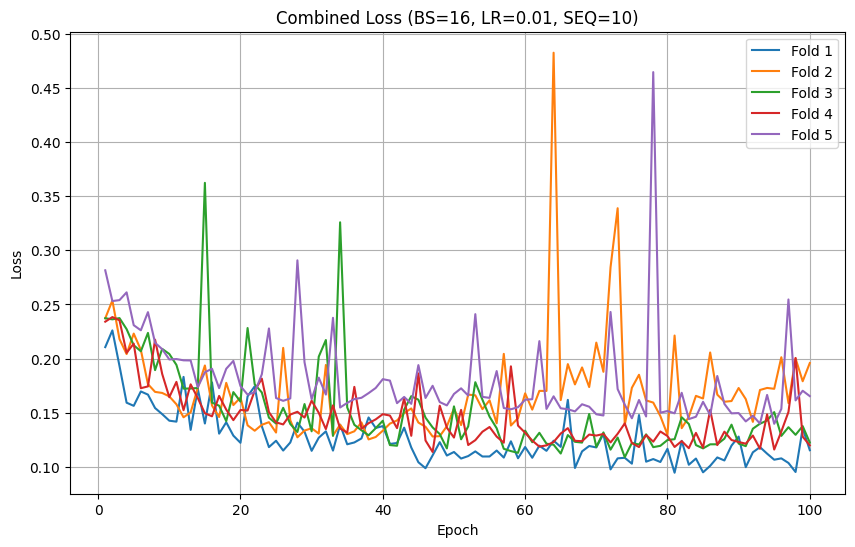 Combined Loss (BS=16, LR=0.01, SEQ=10)
0.50
0.45
0.40
0.35
0.30
0.25
0.20
0.15
0.10
Loss
Fold 1
Fold 2
Fold 3
Fold 4
Fold 5
0
20
40
60
80
100
Epoch